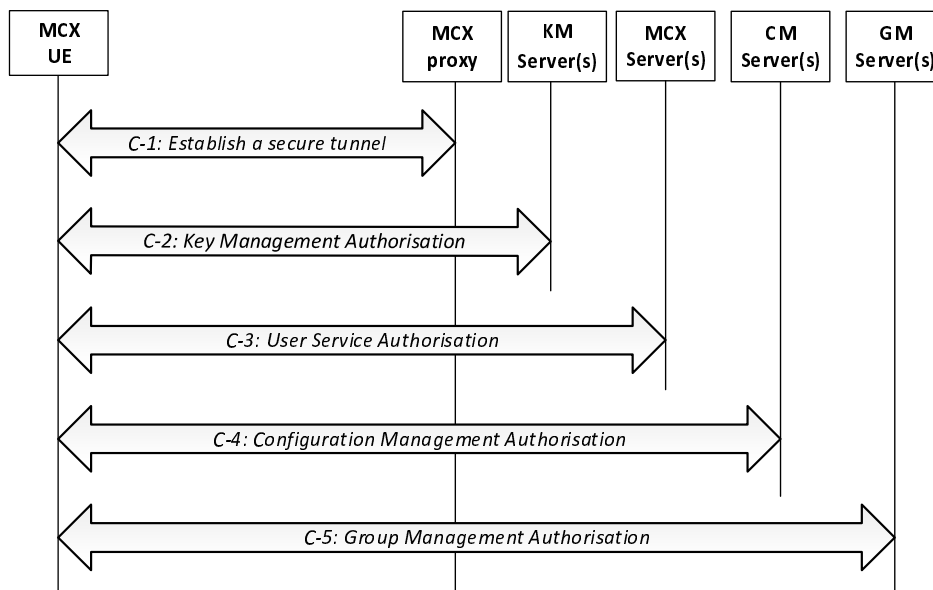 MCX
UE
MCX
proxy
KM
Server(s)
MCX
Server(s)
CM
Server(s)
GM
Server(s)
C-1: Establish a secure tunnel
C-2: Key Management Authorisation
C-3: User Service Authorisation
C-4: Configuration Management Authorisation
C-5: Group Management Authorisation